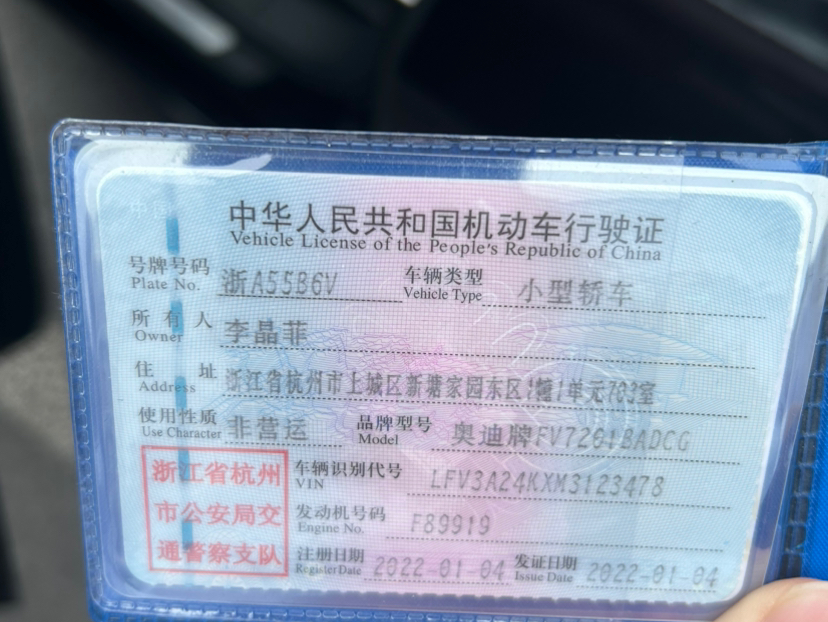 中华人民共和国机动车行驶证
Vehicle License of the People's Republic of China
号牌号码 浙A55B6V 车辆类型 小型轿车
Plate No. Vehicle Type
所有人 李晶菲
Owner
住址 浙江省杭州市上城区新塘家园东区1幢1单元703室
Address
使用性质 非营运 品牌型号 奥迪牌FV7201BADCG
Use Character Model
浙江省杭州 车辆识别代号 LFV3A24KXM3123478
VIN
市公安局交 发动机号码 F89919
Engine No.
通警察支队 注册日期 2022-01-04 发证日期 2022-01-04
Register Date Issue Date